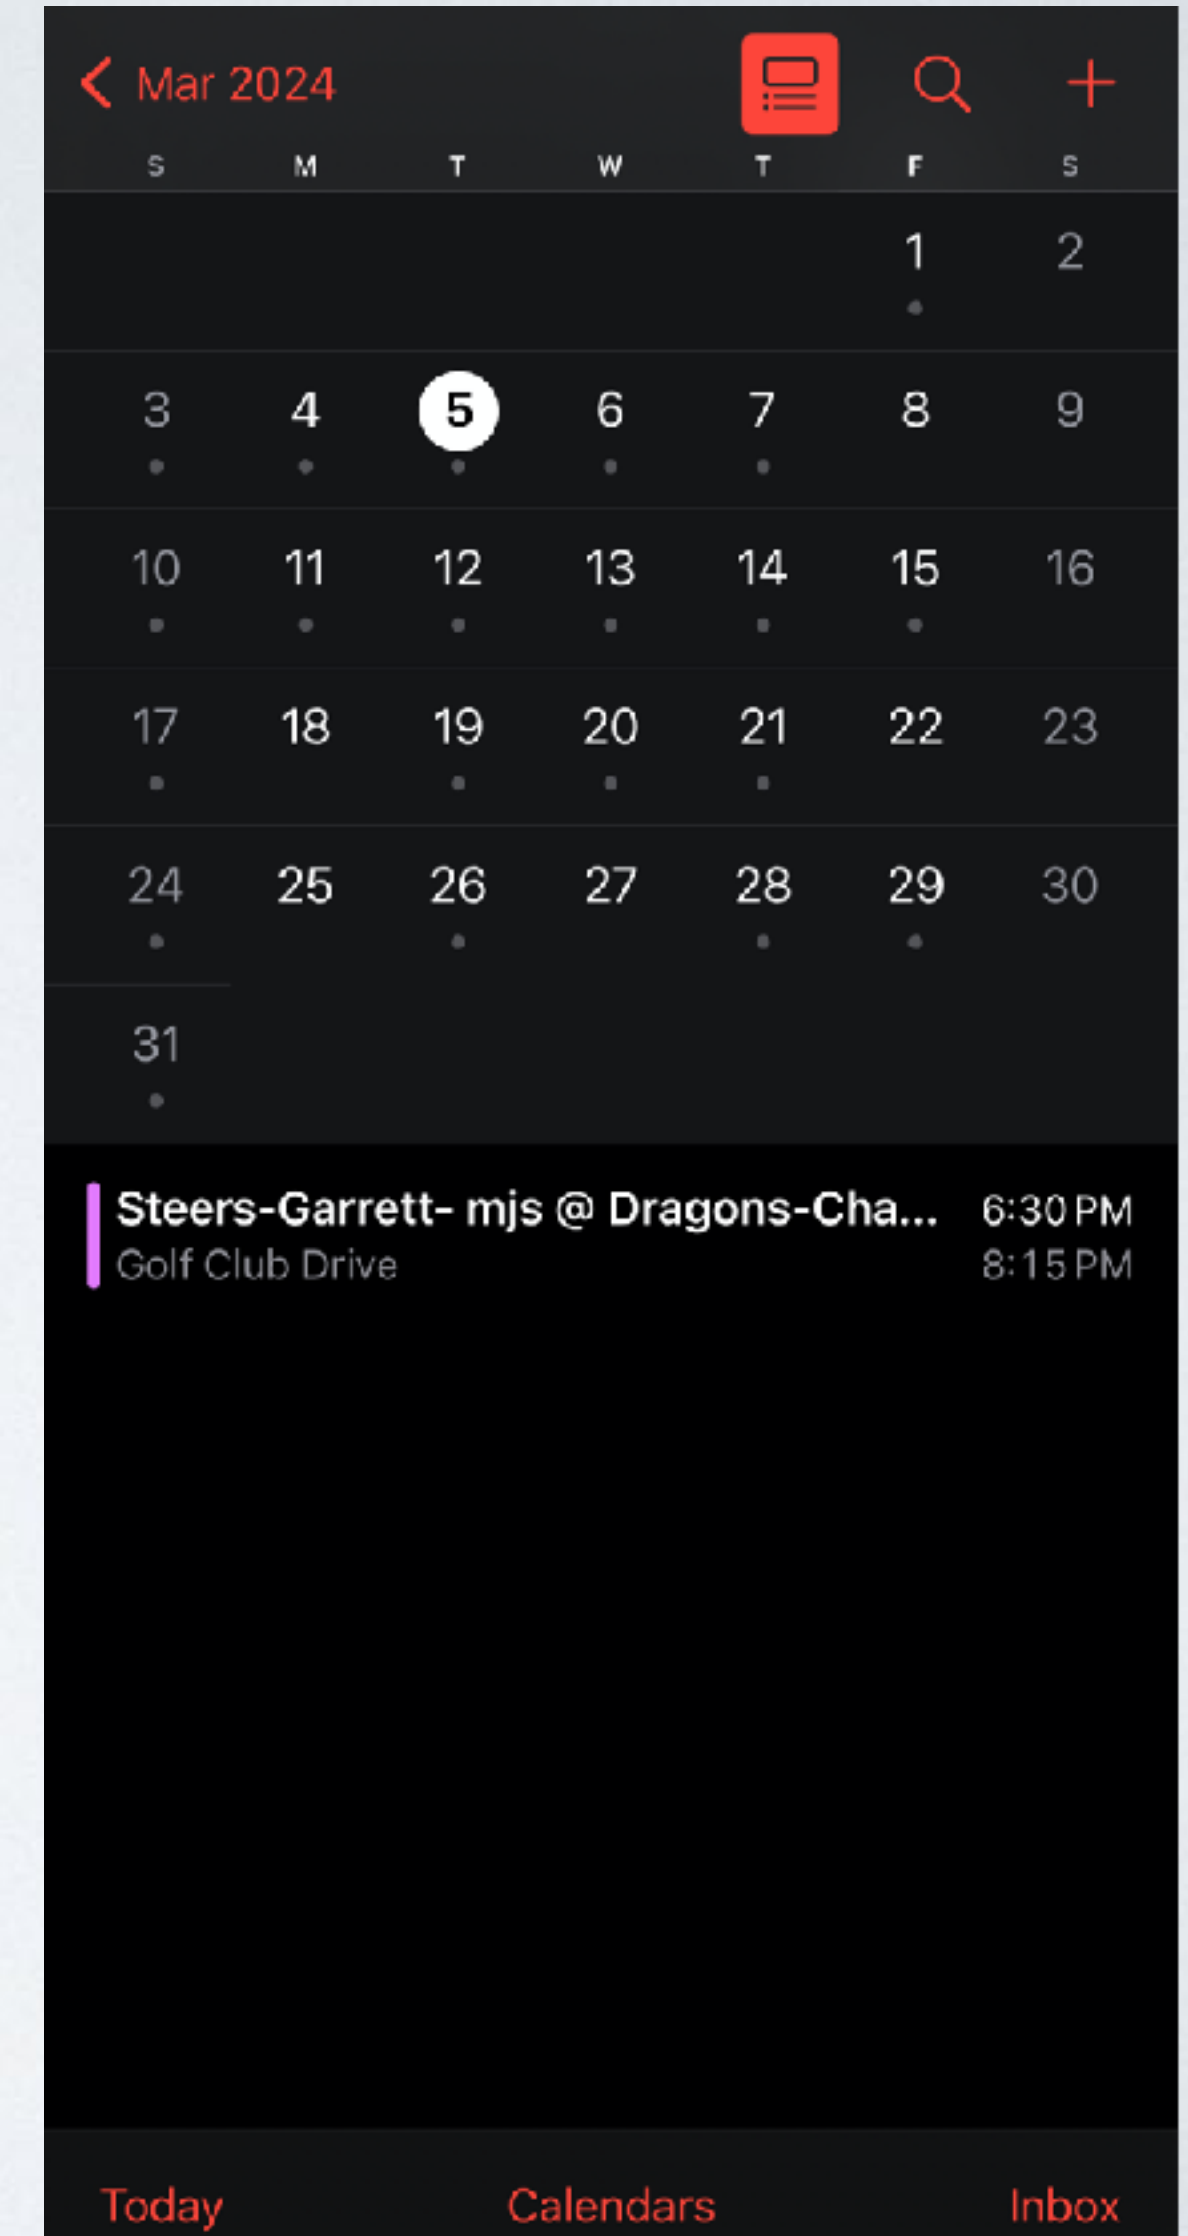 Mar 2024
S M T W T F S
1 2
3 4 5 6 7 8 9
10 11 12 13 14 15 16
17 18 19 20 21 22 23
24 25 26 27 28 29 30
31
Steers-Garrett- mjs @ Dragons-Cha... 6:30 PM
Golf Club Drive 8:15 PM
Today Calendars Inbox